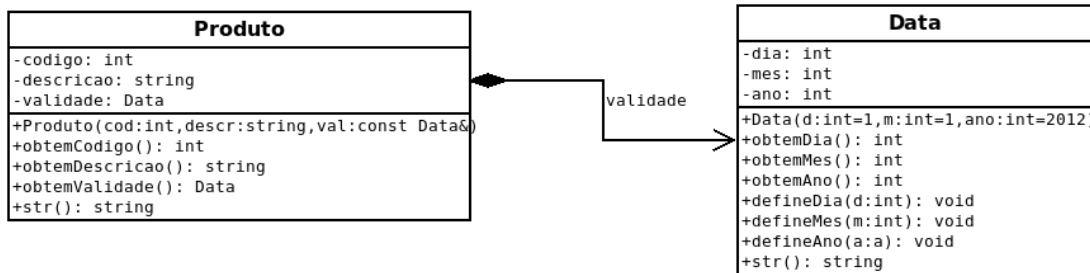 Produto
-codigo: int
-descricao: string
-validade: Data
+Produto(cod:int,descr:string,val:const Data&)
+obtemCodigo(): int
+obtemDescricao(): string
+obtemValidade(): Data
+str(): string
validade
Data
-dia: int
-mes: int
-ano: int
+Data(d:int=1,m:int=1,ano:int=2012)
+obtemDia(): int
+obtemMes(): int
+obtemAno(): int
+defineDia(d:int): void
+defineMes(m:int): void
+defineAno(a:a): void
+str(): string